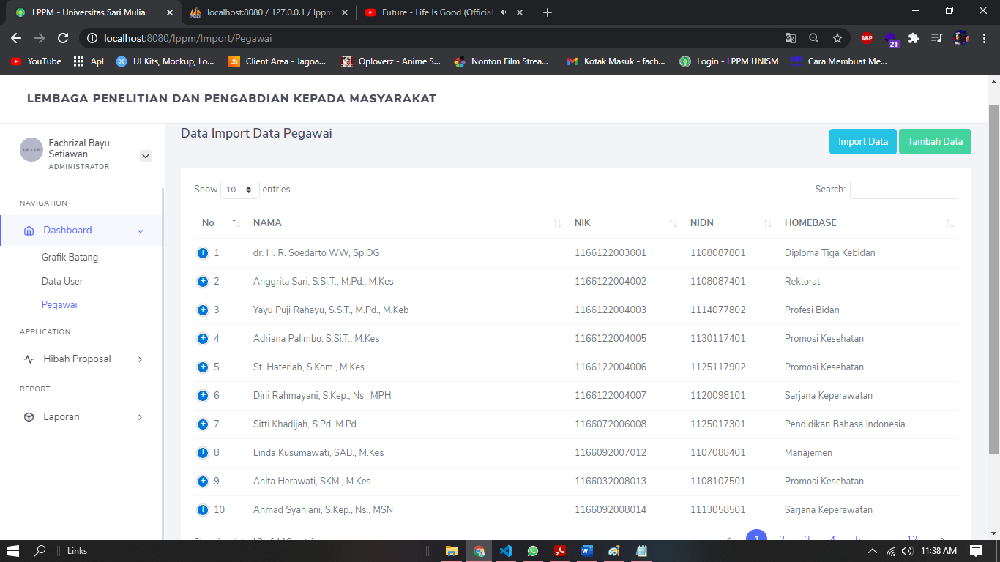 LPPM - Universitas Sari Mulia
localhost:8080 / 127.0.0.1 / lppm
Future - Life Is Good (Official
localhost:8080/lppm/Import/Pegawai
ABP
21
YouTube
Apl
UI Kits, Mockup, Lo...
Client Area - Jagoa...
Oploverz - Anime S...
Nonton Film Strea...
Kotak Masuk - fach...
Login - LPPM UNISM
Cara Membuat Me...
LEMBAGA PENELITIAN DAN PENGABDIAN KEPADA MASYARAKAT
Fachrizal Bayu
Setiawan
ADMINISTRATOR
NAVIGATION
Dashboard
Grafik Batang
Data User
Pegawai
APPLICATION
Hibah Proposal
REPORT
Laporan
Data Import Data Pegawai
Import Data Tambah Data
Show 10 entries Search:
No NAMA NIK NIDN HOMEBASE
1 dr. H. R. Soedarto WW, Sp.OG 1166122003001 1108087801 Diploma Tiga Kebidan
2 Anggrita Sari, S.Si.T., M.Pd., M.Kes 1166122004002 1108087401 Rektorat
3 Yayu Puji Rahayu, S.S.T., M.Pd., M.Keb 1166122004003 1114077802 Profesi Bidan
4 Adriana Palimbo, S.Si.T., M.Kes 1166122004005 1130117401 Promosi Kesehatan
5 St. Hateriah, S.Kom., M.Kes 1166122004006 1125117902 Promosi Kesehatan
6 Dini Rahmayani, S.Kep., Ns., MPH 1166122004007 1120098101 Sarjana Keperawatan
7 Sitti Khadijah, S.Pd, M.Pd 1166072006008 1125017301 Pendidikan Bahasa Indonesia
8 Linda Kusumawati, SAB., M.Kes 1166092007012 1107088401 Manajemen
9 Anita Herawati, SKM., M.Kes 1166032008013 1108107501 Promosi Kesehatan
10 Ahmad Syahlani, S.Kep., Ns., MSN 1166092008014 1113058501 Sarjana Keperawatan
1 2 3 4 5 12
Links
11:38 AM